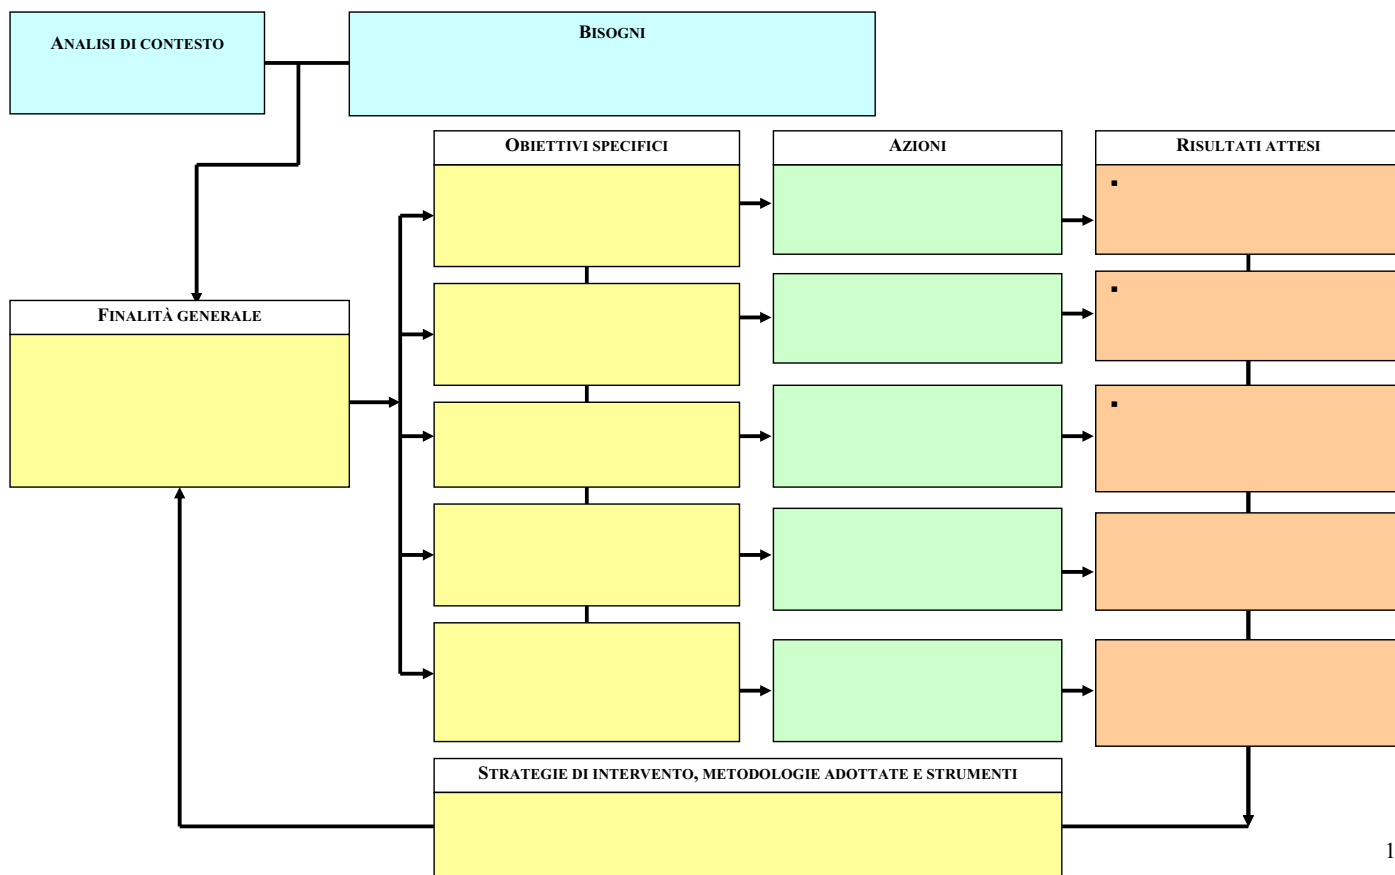 ANALISI DI CONTESTO
BISOGNI
OBIETTIVI SPECIFICI
AZIONI
RISULTATI ATTESI
▪
▪
FINALITÀ GENERALE
▪
STRATEGIE DI INTERVENTO, METODOLOGIE ADOTTATE E STRUMENTI
1